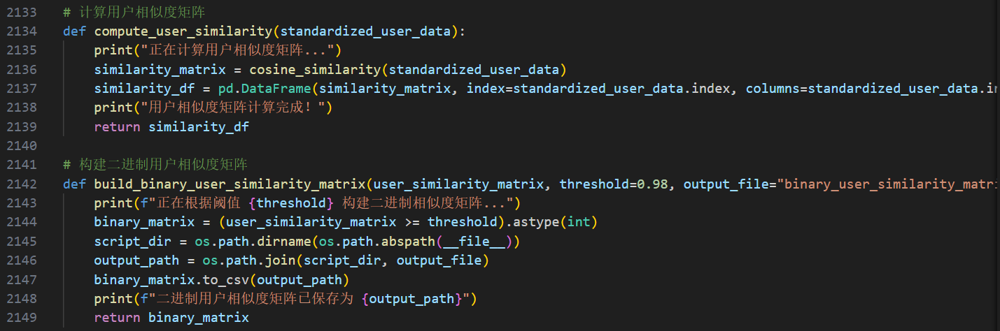 2133 # 计算用户相似度矩阵
2134 def compute_user_similarity(standardized_user_data):
2135     print("正在计算用户相似度矩阵...")
2136     similarity_matrix = cosine_similarity(standardized_user_data)
2137     similarity_df = pd.DataFrame(similarity_matrix, index=standardized_user_data.index, columns=standardized_user_data.in
2138     print("用户相似度矩阵计算完成！")
2139     return similarity_df
2140
2141 # 构建二进制用户相似度矩阵
2142 def build_binary_user_similarity_matrix(user_similarity_matrix, threshold=0.98, output_file="binary_user_similarity_matri
2143     print(f"正在根据阈值 {threshold} 构建二进制相似度矩阵...")
2144     binary_matrix = (user_similarity_matrix >= threshold).astype(int)
2145     script_dir = os.path.dirname(os.path.abspath(__file__))
2146     output_path = os.path.join(script_dir, output_file)
2147     binary_matrix.to_csv(output_path)
2148     print(f"二进制用户相似度矩阵已保存为 {output_path}")
2149     return binary_matrix